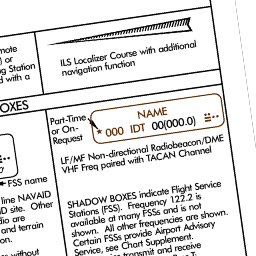 mote
) or
ng Station
d with a
ILS Localizer Course with additional
navigation function
OXES
Part-Time
or On-
Request
NAME
* 000 IDT 00(000.0)
LF/MF Non-directional Radiobeacon/DME
VHF Freq paired with TACAN Channel
FSS name
line NAVAID
D site. Other
dio are
and terrain
on.
without
SHADOW BOXES indicate Flight Service
Stations (FSS). Frequency 122.2 is
available at many FSSs and is not
shown. All other frequencies are shown.
Certain FSSs provide Airport Advisory
Service, see Chart Supplement.
transmit and receive